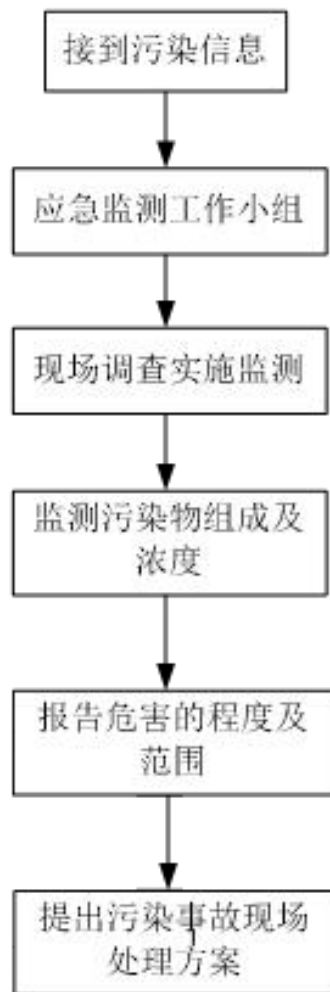 接到污染信息
应急监测工作小组
现场调查实施监测
监测污染物组成及
浓度
报告危害的程度及
范围
提出污染事故现场
处理方案